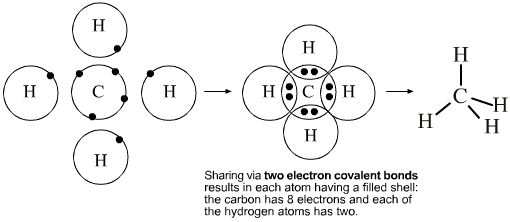 H
H C H
H
H
H C H
H
H
C
H H
H
Sharing via two electron covalent bonds
results in each atom having a filled shell:
the carbon has 8 electrons and each of
the hydrogen atoms has two.